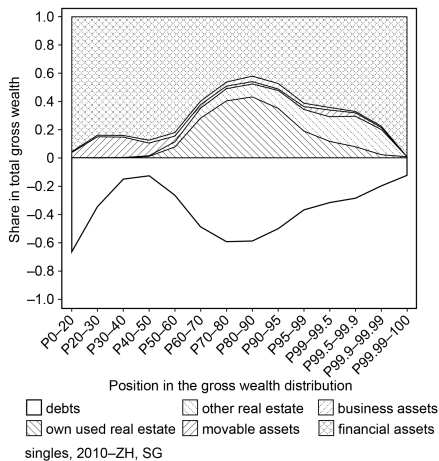 1.0
0.8
0.6
0.4
0.2
0
−0.2
−0.4
−0.6
−0.8
−1.0
Share in total gross wealth
P0–20
P20–30
P30–40
P40–50
P50–60
P60–70
P70–80
P80–90
P90–95
P95–99
P99–99.5
P99.5–99.9
P99.9–99.99
P99.99–100
Position in the gross wealth distribution
debts other real estate business assets
own used real estate movable assets financial assets
singles, 2010–ZH, SG